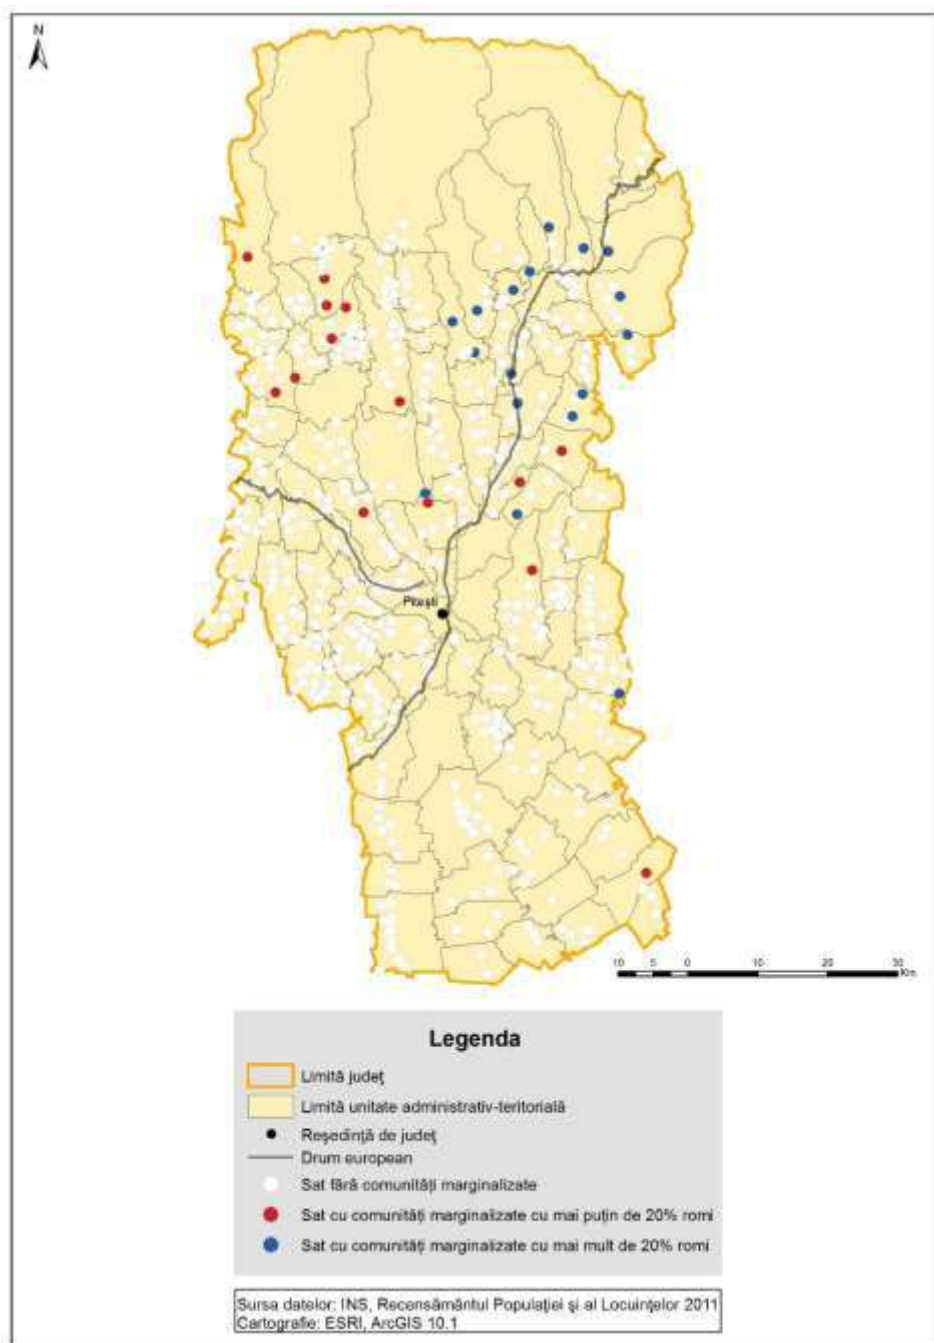 N
Pitești
10 5 0 10 20 30
Km
Legenda
Limită județ
Limită unitate administrativ-teritorială
Reședință de județ
Drum european
Sat fără comunități marginalizate
Sat cu comunități marginalizate cu mai puțin de 20% romi
Sat cu comunități marginalizate cu mai mult de 20% romi
Sursa datelor: INS, Recensământul Populației și al Locuințelor 2011
Cartografie: ESRI, ArcGIS 10.1